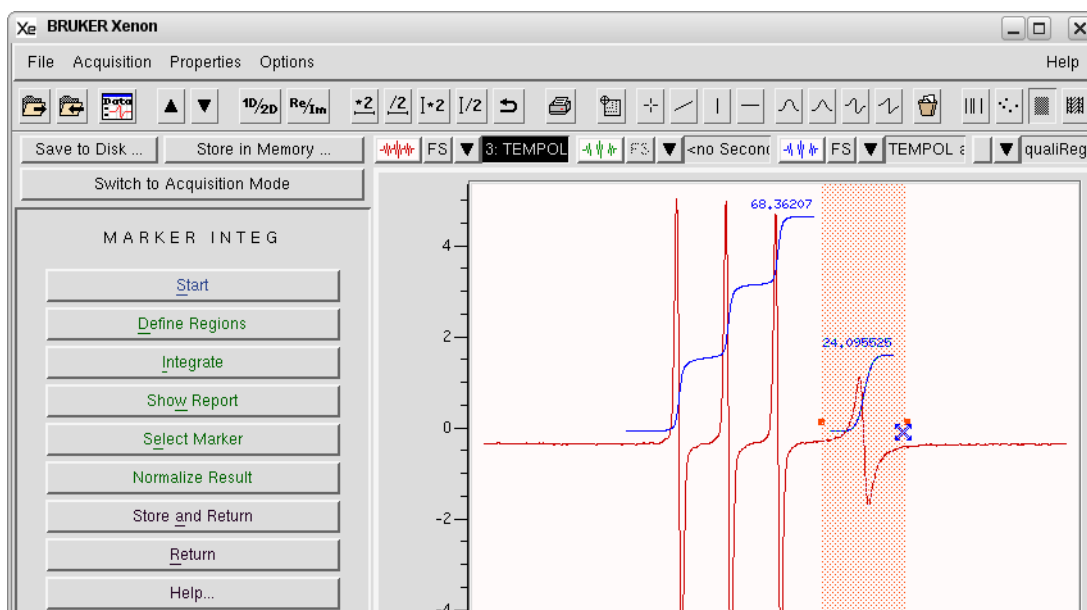 Xe BRUKER Xenon
File Acquisition Properties Options Help
Data 1D/2D Re/Im *2 /2 *2 /2
Save to Disk ... Store in Memory ... FS 3: TEMPOL FS <no Second FS TEMPOL a qualiReg
Switch to Acquisition Mode
MARKER INTEG
Start
Define Regions
Integrate
Show Report
Select Marker
Normalize Result
Store and Return
Return
Help...
68.36207
24.095525
4
2
0
-2
-4